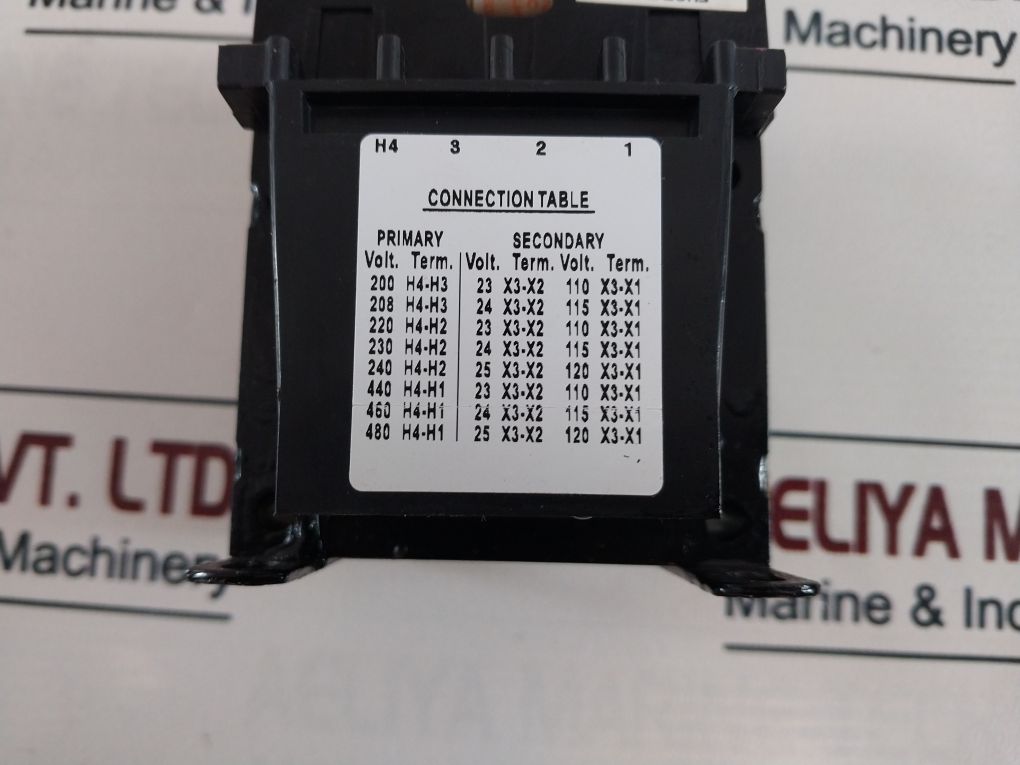 Machinery
H4 3 2 1
CONNECTION TABLE
PRIMARY SECONDARY
Volt. Term. Volt. Term. Volt. Term.
200 H4-H3 23 X3-X2 110 X3-X1
208 H4-H3 24 X3-X2 115 X3-X1
220 H4-H2 23 X3-X2 110 X3-X1
230 H4-H2 24 X3-X2 115 X3-X1
240 H4-H2 25 X3-X2 120 X3-X1
440 H4-H1 23 X3-X2 110 X3-X1
460 H4-H1 24 X3-X2 115 X3-X1
480 H4-H1 25 X3-X2 120 X3-X1
VT. LTD
Machinery
ELIYA M
Marine & Ind